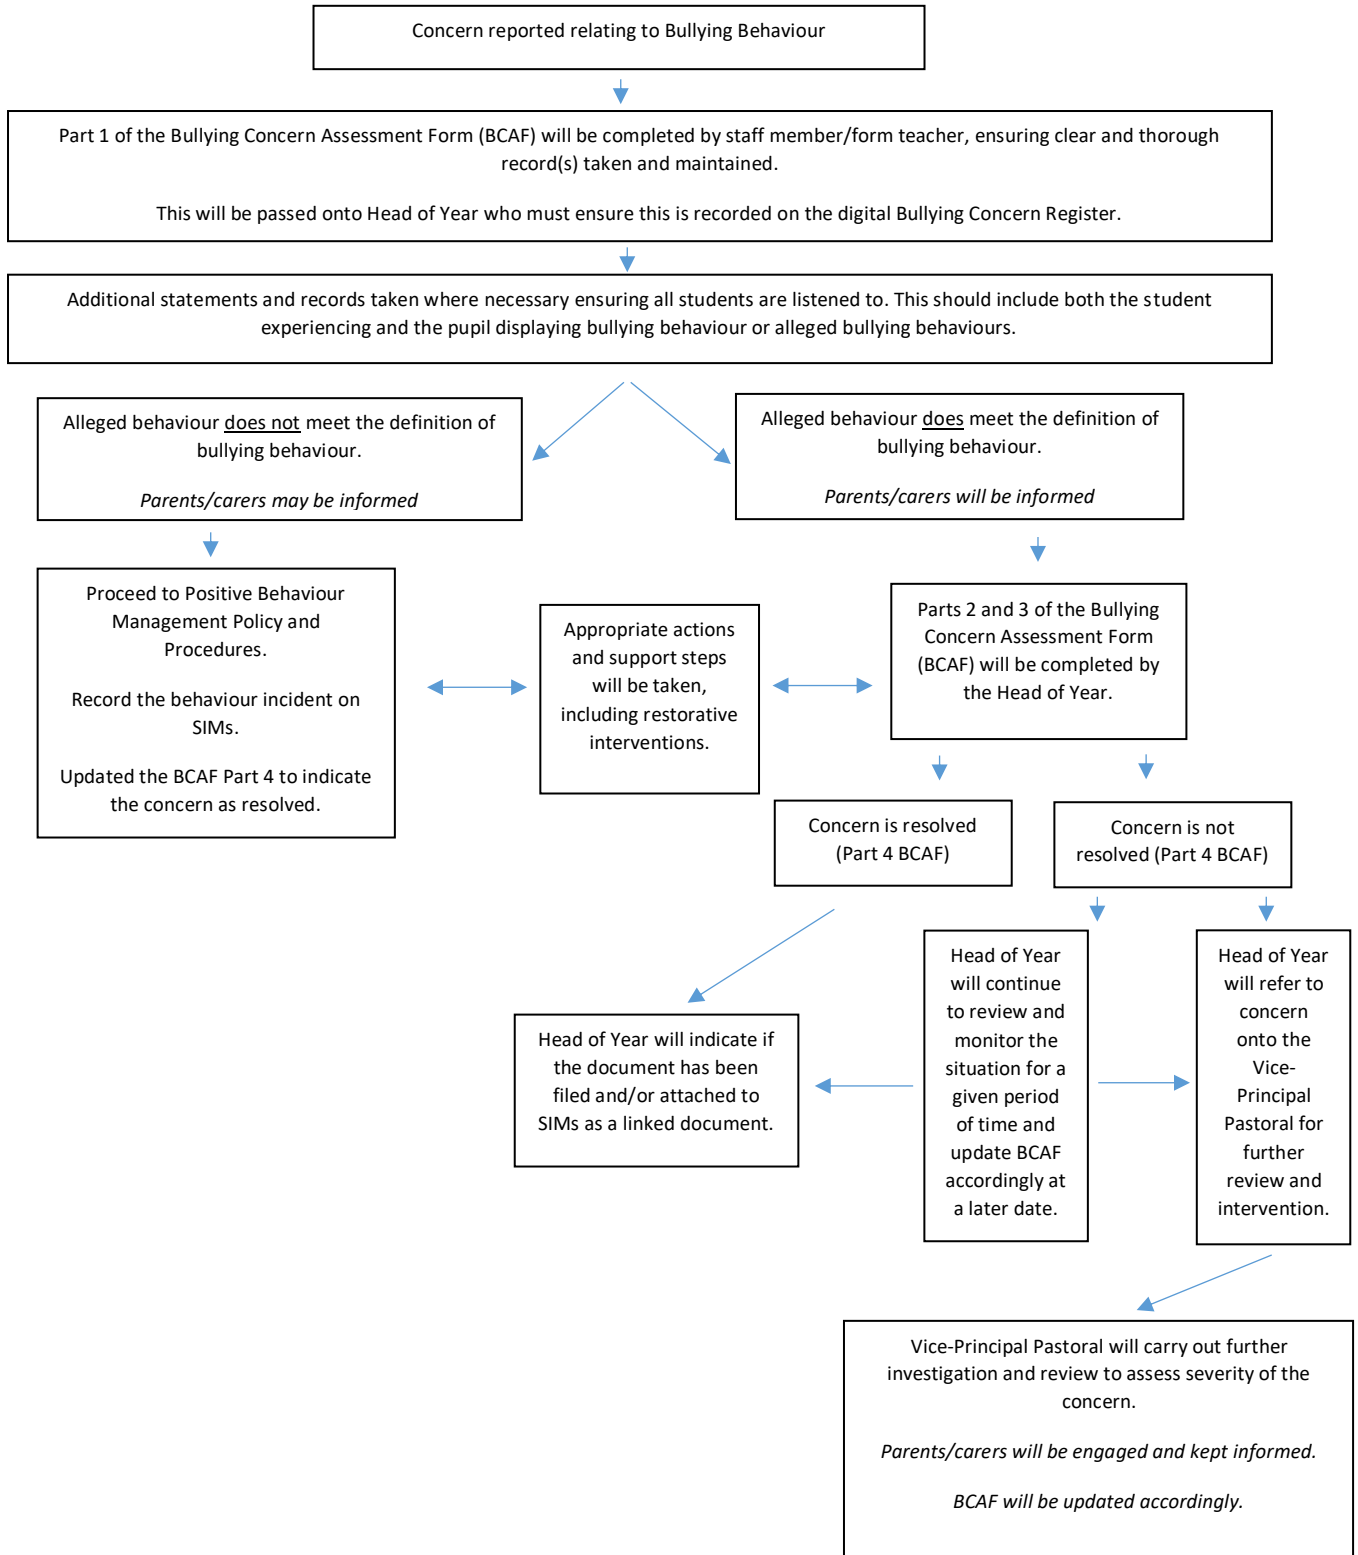 Concern reported relating to Bullying Behaviour
Part 1 of the Bullying Concern Assessment Form (BCAF) will be completed by staff member/form teacher, ensuring clear and thorough
record(s) taken and maintained.
This will be passed onto Head of Year who must ensure this is recorded on the digital Bullying Concern Register.
Additional statements and records taken where necessary ensuring all students are listened to. This should include both the student
experiencing and the pupil displaying bullying behaviour or alleged bullying behaviours.
Alleged behaviour does not meet the definition of
bullying behaviour.
Parents/carers may be informed
Alleged behaviour does meet the definition of
bullying behaviour.
Parents/carers will be informed
Proceed to Positive Behaviour
Management Policy and
Procedures.
Record the behaviour incident on
SIMs.
Updated the BCAF Part 4 to indicate
the concern as resolved.
Appropriate actions
and support steps
will be taken,
including restorative
interventions.
Parts 2 and 3 of the Bullying
Concern Assessment Form
(BCAF) will be completed by
the Head of Year.
Concern is resolved
(Part 4 BCAF)
Concern is not
resolved (Part 4 BCAF)
Head of Year will indicate if
the document has been
filed and/or attached to
SIMs as a linked document.
Head of Year
will continue
to review and
monitor the
situation for a
given period
of time and
update BCAF
accordingly at
a later date.
Head of Year
will refer to
concern
onto the
Vice-
Principal
Pastoral for
further
review and
intervention.
Vice-Principal Pastoral will carry out further
investigation and review to assess severity of the
concern.
Parents/carers will be engaged and kept informed.
BCAF will be updated accordingly.